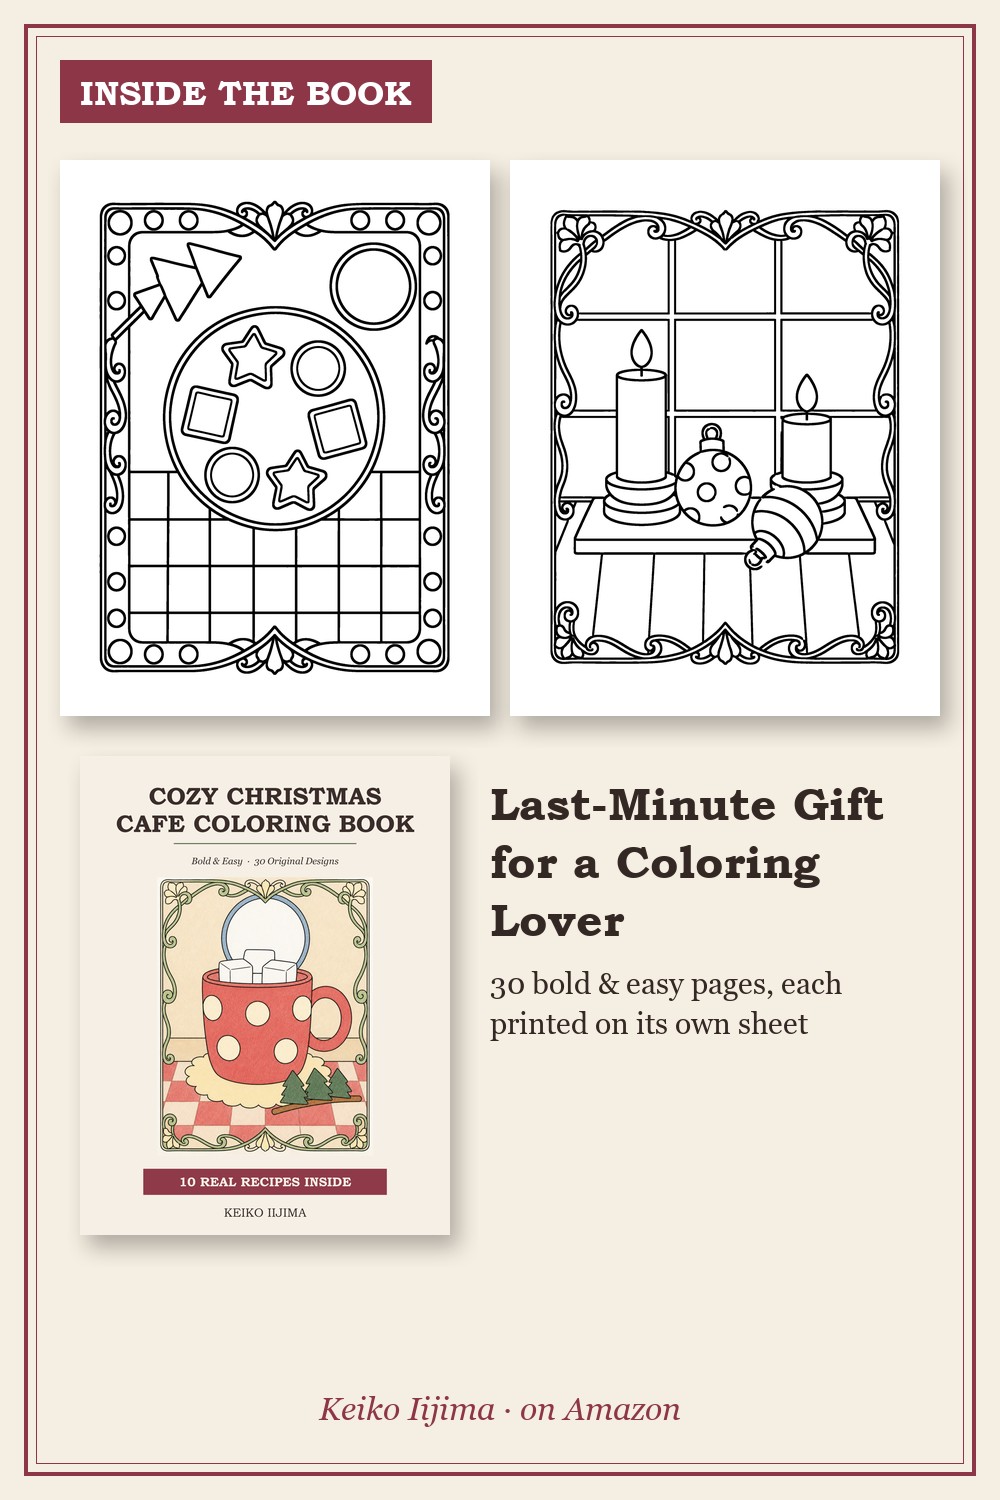 INSIDE THE BOOK
COZY CHRISTMAS
CAFE COLORING BOOK
Bold & Easy · 30 Original Designs
10 REAL RECIPES INSIDE
KEIKO IIJIMA
Last-Minute Gift
for a Coloring
Lover
30 bold & easy pages, each
printed on its own sheet
Keiko Iijima · on Amazon